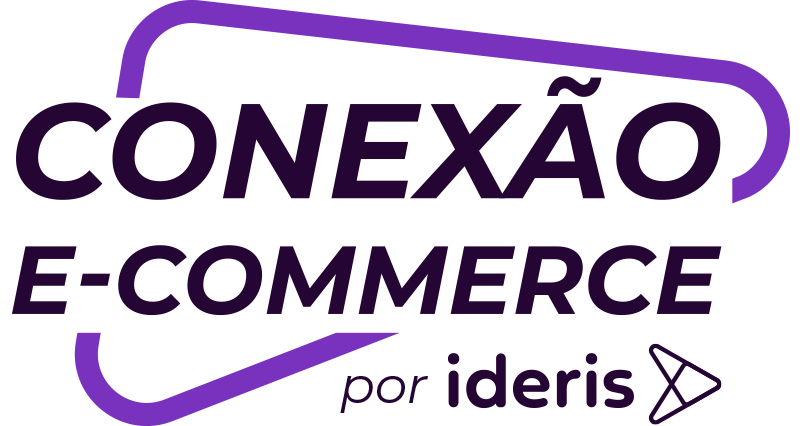 CONEXÃO
E-COMMERCE
por ideris